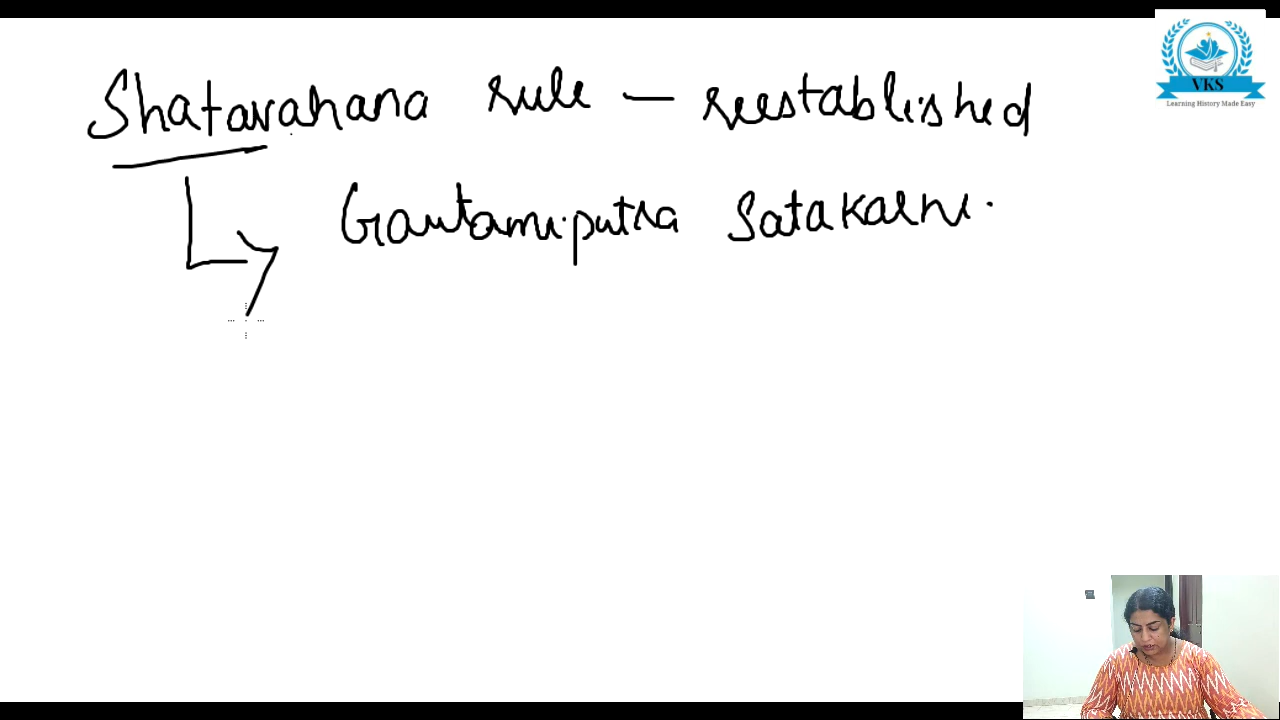 VKS
Learning History Made Easy
Shatavahana rule — reestablished
Gautamiputra Satakarni.